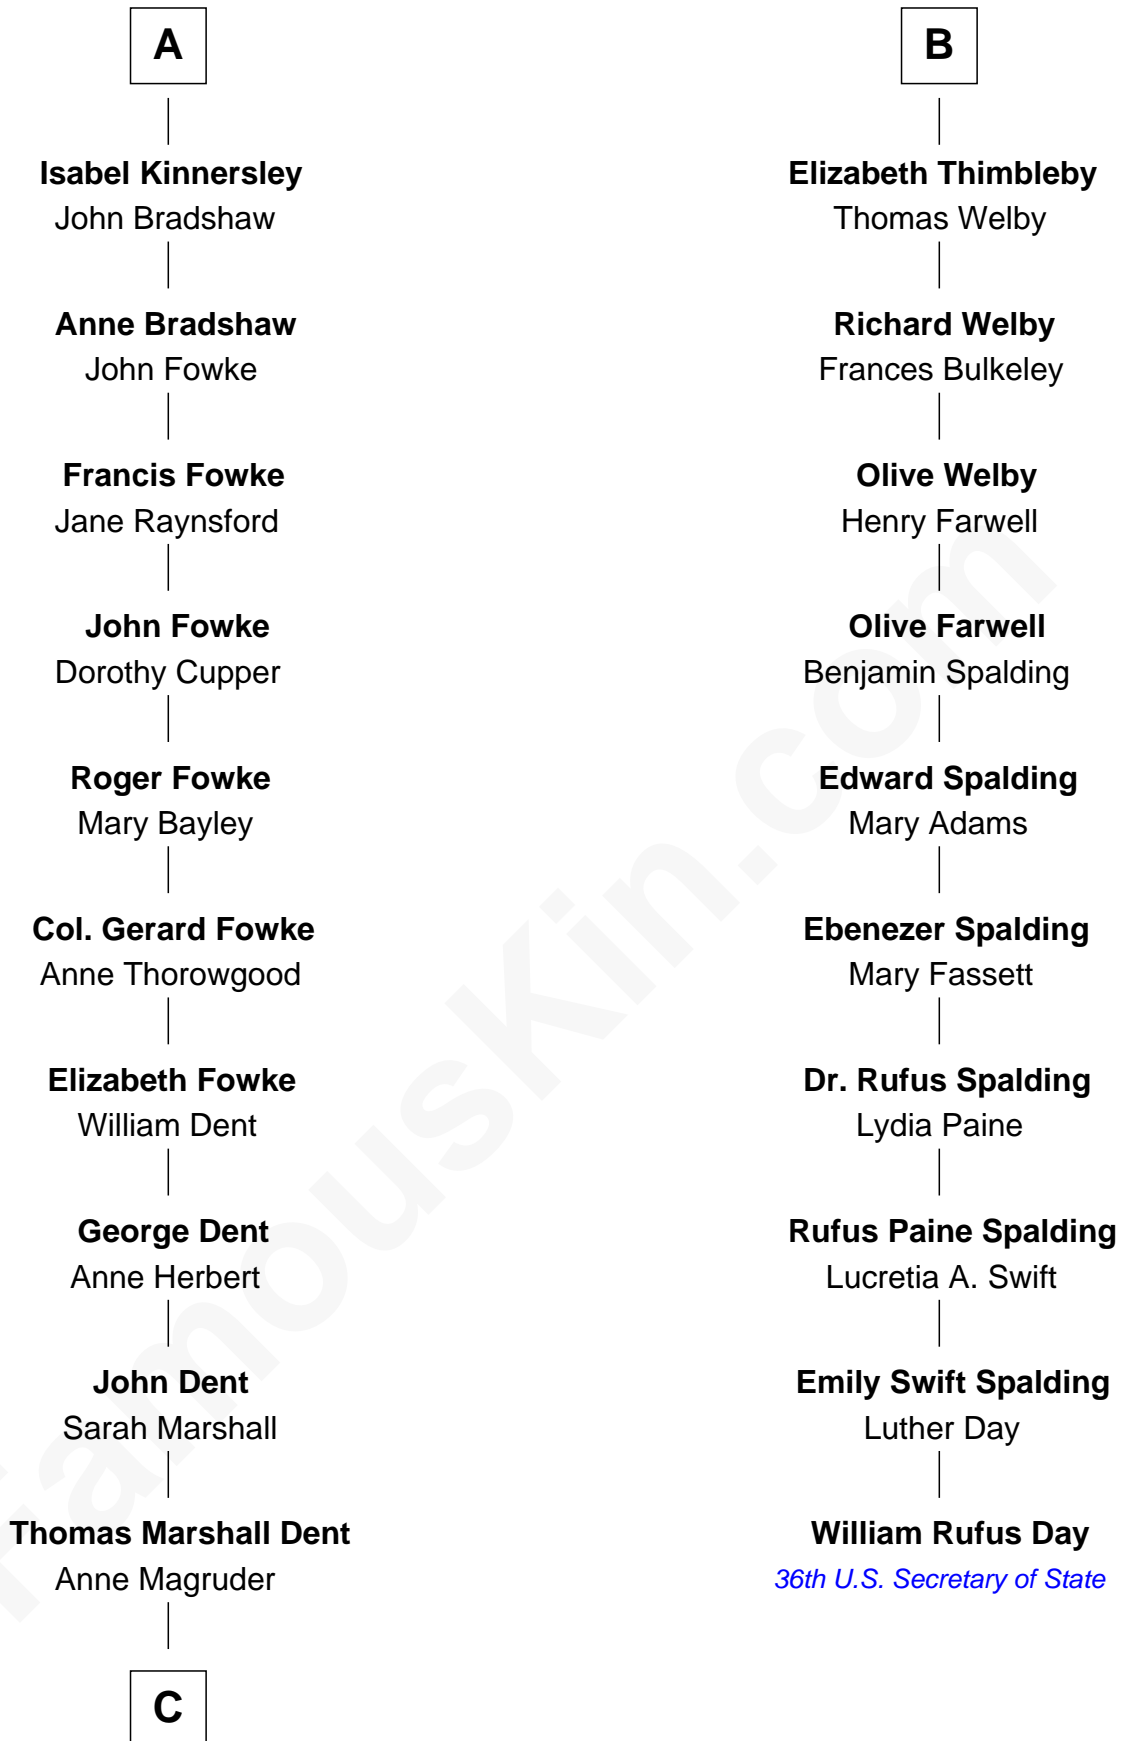 A
Isabel Kinnersley
John Bradshaw
Anne Bradshaw
John Fowke
Francis Fowke
Jane Raynsford
John Fowke
Dorothy Cupper
Roger Fowke
Mary Bayley
Col. Gerard Fowke
Anne Thorowgood
Elizabeth Fowke
William Dent
George Dent
Anne Herbert
John Dent
Sarah Marshall
Thomas Marshall Dent
Anne Magruder
C
B
Elizabeth Thimbleby
Thomas Welby
Richard Welby
Frances Bulkeley
Olive Welby
Henry Farwell
Olive Farwell
Benjamin Spalding
Edward Spalding
Mary Adams
Ebenezer Spalding
Mary Fassett
Dr. Rufus Spalding
Lydia Paine
Rufus Paine Spalding
Lucretia A. Swift
Emily Swift Spalding
Luther Day
William Rufus Day
36th U.S. Secretary of State
FamousKin.com